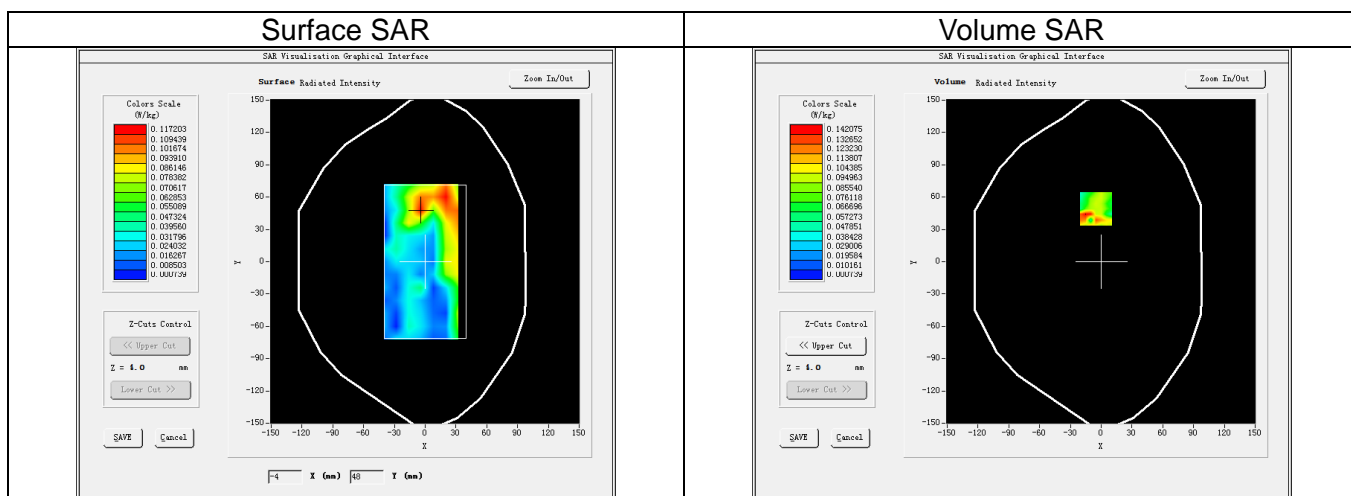 Surface SAR
SAR Visualisation Graphical Interface
Surface Radiated Intensity
Zoom In/Out
Colors Scale
(W/kg)
0.117203
0.109439
0.101674
0.093910
0.086146
0.078382
0.070617
0.062853
0.055089
0.047324
0.039560
0.031796
0.024032
0.016267
0.008503
0.000739
150
120
90
60
30
0
-30
-60
-90
-120
-150
Y
-150 -120 -90 -60 -30 0 30 60 90 120 150
X
Z-Cuts Control
<< Upper Cut
Z = 4.0 mm
Lower Cut >>
SAVE Cancel
-4 X (mm) 48 Y (mm)
Volume SAR
SAR Visualisation Graphical Interface
Volume Radiated Intensity
Zoom In/Out
Colors Scale
(W/kg)
0.142075
0.132652
0.123230
0.113807
0.104385
0.094963
0.085540
0.076118
0.066696
0.057273
0.047851
0.038428
0.029006
0.019584
0.010161
0.000739
150
120
90
60
30
0
-30
-60
-90
-120
-150
Y
-150 -120 -90 -60 -30 0 30 60 90 120 150
X
Z-Cuts Control
<< Upper Cut
Z = 4.0 mm
Lower Cut >>
SAVE Cancel